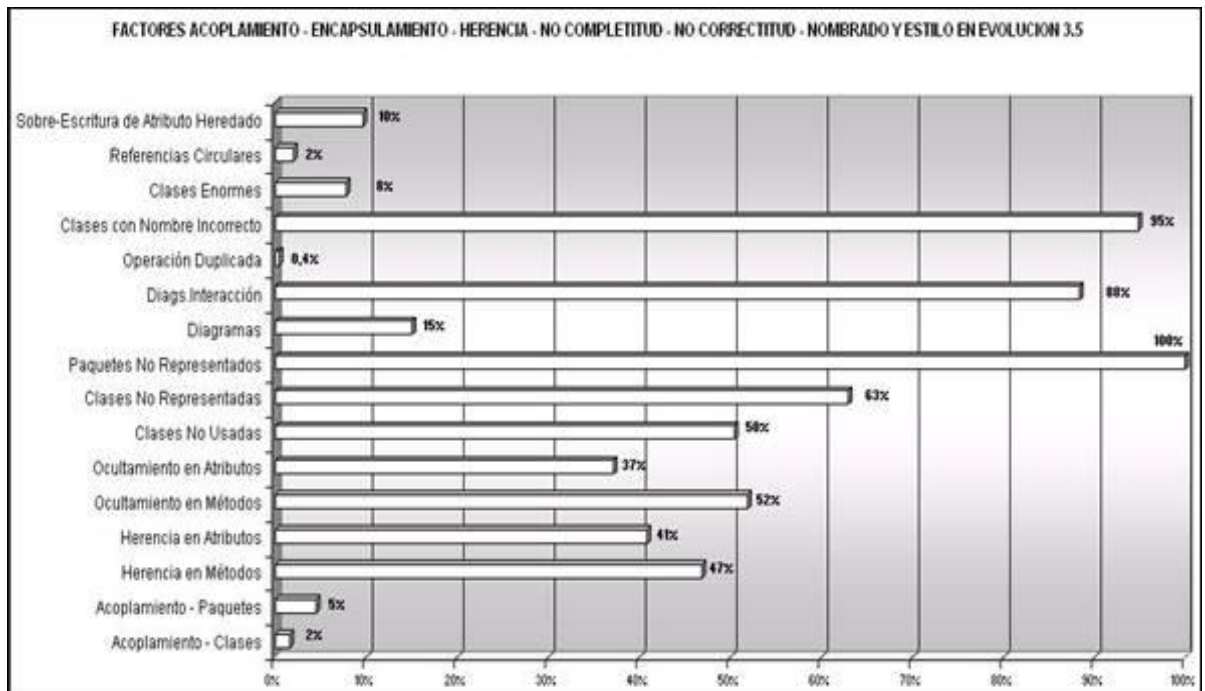 FACTORES ACOPLAMIENTO - ENCAPSULAMIENTO - HERENCIA - NO COMPLETITUD - NO CORRECTITUD - NOMBRADO Y ESTILO EN EVOLUCION 3.5
Sobre-Escritura de Atributo Heredado 10%
Referencias Circulares 2%
Clases Enormes 8%
Clases con Nombre Incorrecto 95%
Operación Duplicada 0,4%
Diags.Interacción 88%
Diagramas 15%
Paquetes No Representados 100%
Clases No Representadas 63%
Clases No Usadas 50%
Ocultamiento en Atributos 37%
Ocultamiento en Métodos 52%
Herencia en Atributos 41%
Herencia en Métodos 47%
Acoplamiento - Paquetes 5%
Acoplamiento - Clases 2%
0% 10% 20% 30% 40% 50% 60% 70% 80% 90% 100%